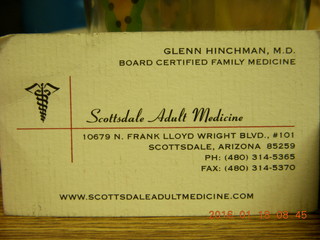 GLENN HINCHMAN, M.D.
BOARD CERTIFIED FAMILY MEDICINE
Scottsdale Adult Medicine
10679 N. FRANK LLOYD WRIGHT BLVD., #101
SCOTTSDALE, ARIZONA 85259
PH: (480) 314-5365
FAX: (480) 314-5370
WWW.SCOTTSDALEADULTMEDICINE.COM